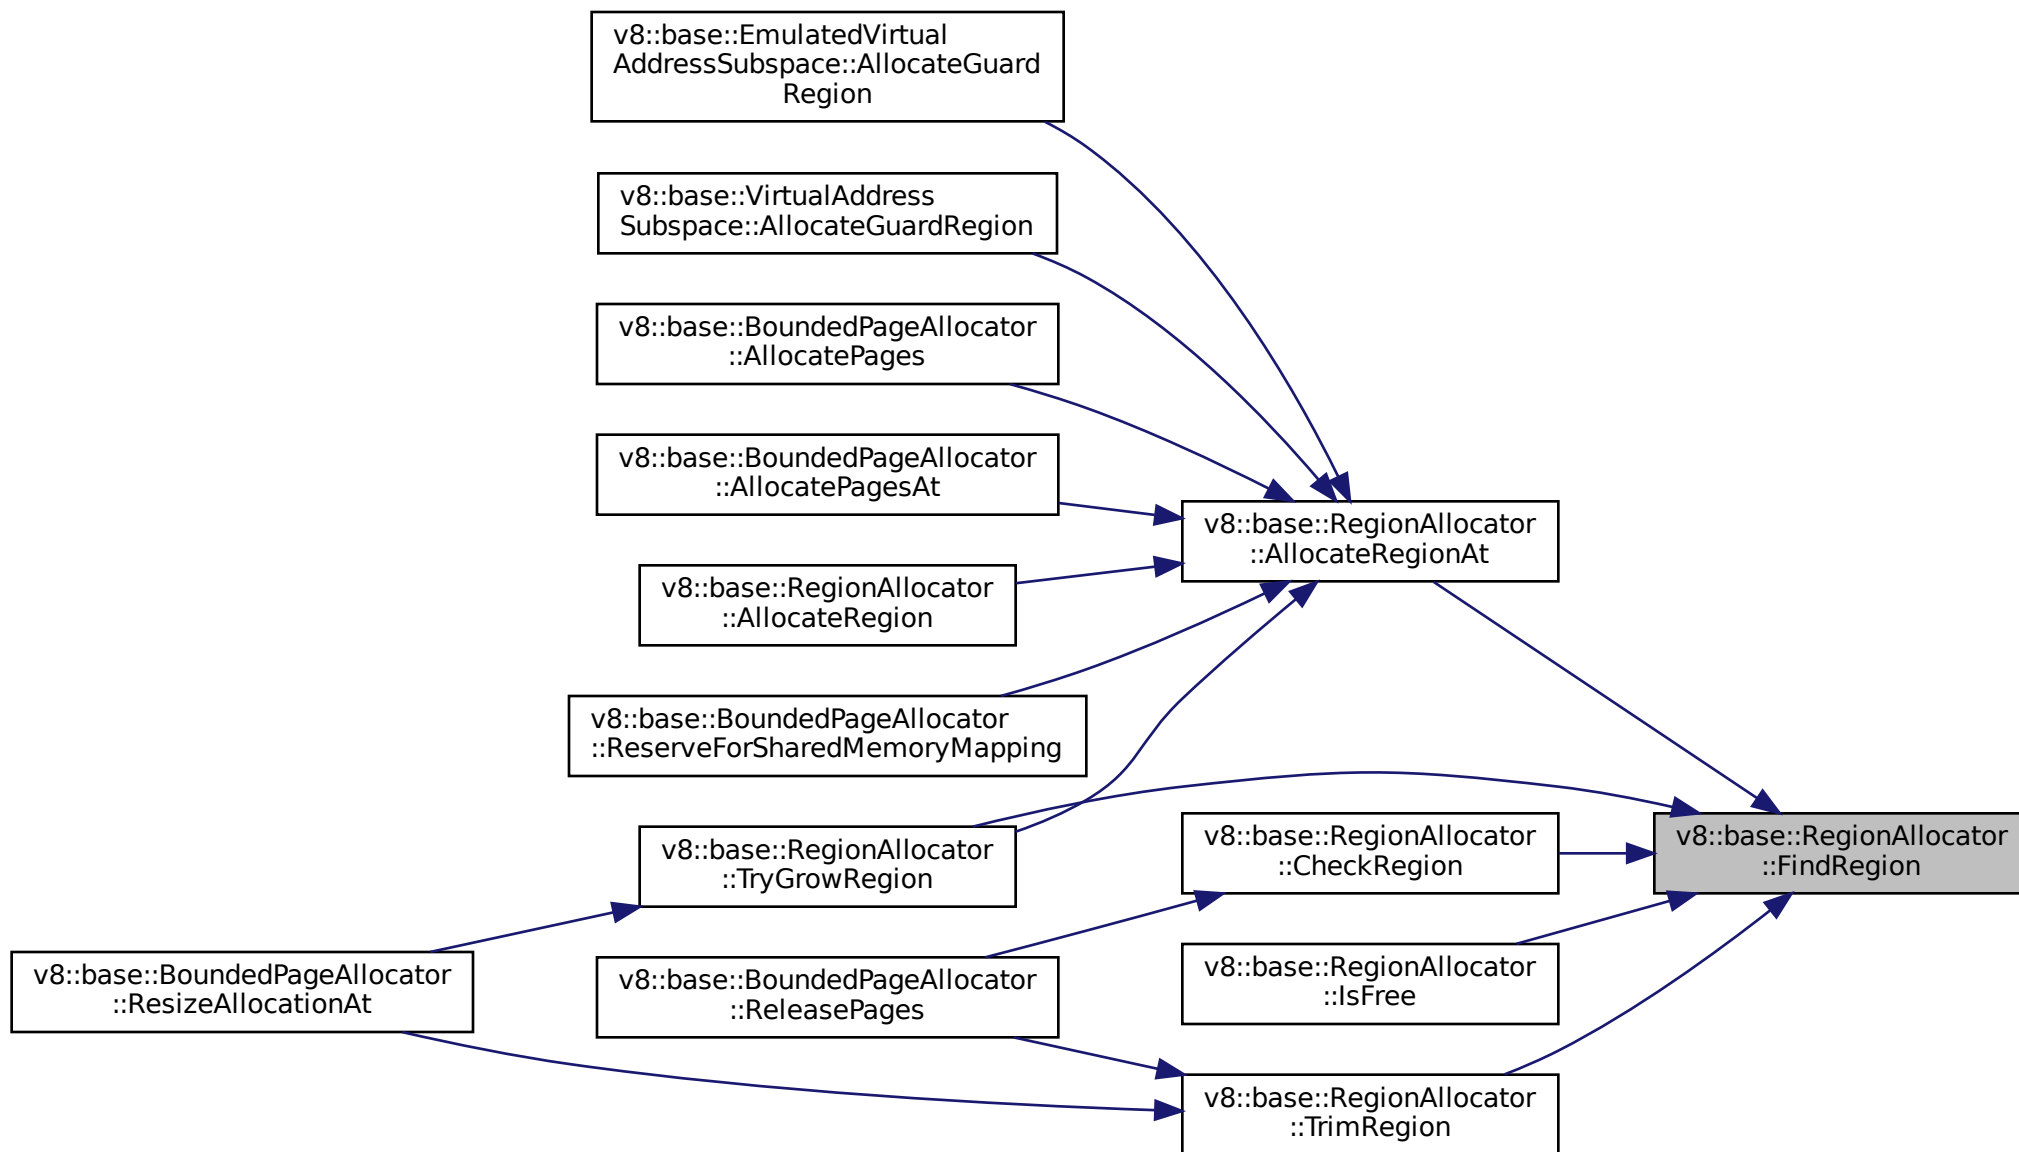 v8::base::EmulatedVirtual
AddressSubspace::AllocateGuard
Region
v8::base::VirtualAddress
Subspace::AllocateGuardRegion
v8::base::BoundedPageAllocator
::AllocatePages
v8::base::BoundedPageAllocator
::AllocatePagesAt
v8::base::RegionAllocator
::AllocateRegionAt
v8::base::RegionAllocator
::AllocateRegion
v8::base::BoundedPageAllocator
::ReserveForSharedMemoryMapping
v8::base::RegionAllocator
::TryGrowRegion
v8::base::RegionAllocator
::CheckRegion
v8::base::RegionAllocator
::FindRegion
v8::base::BoundedPageAllocator
::ResizeAllocationAt
v8::base::BoundedPageAllocator
::ReleasePages
v8::base::RegionAllocator
::IsFree
v8::base::RegionAllocator
::TrimRegion